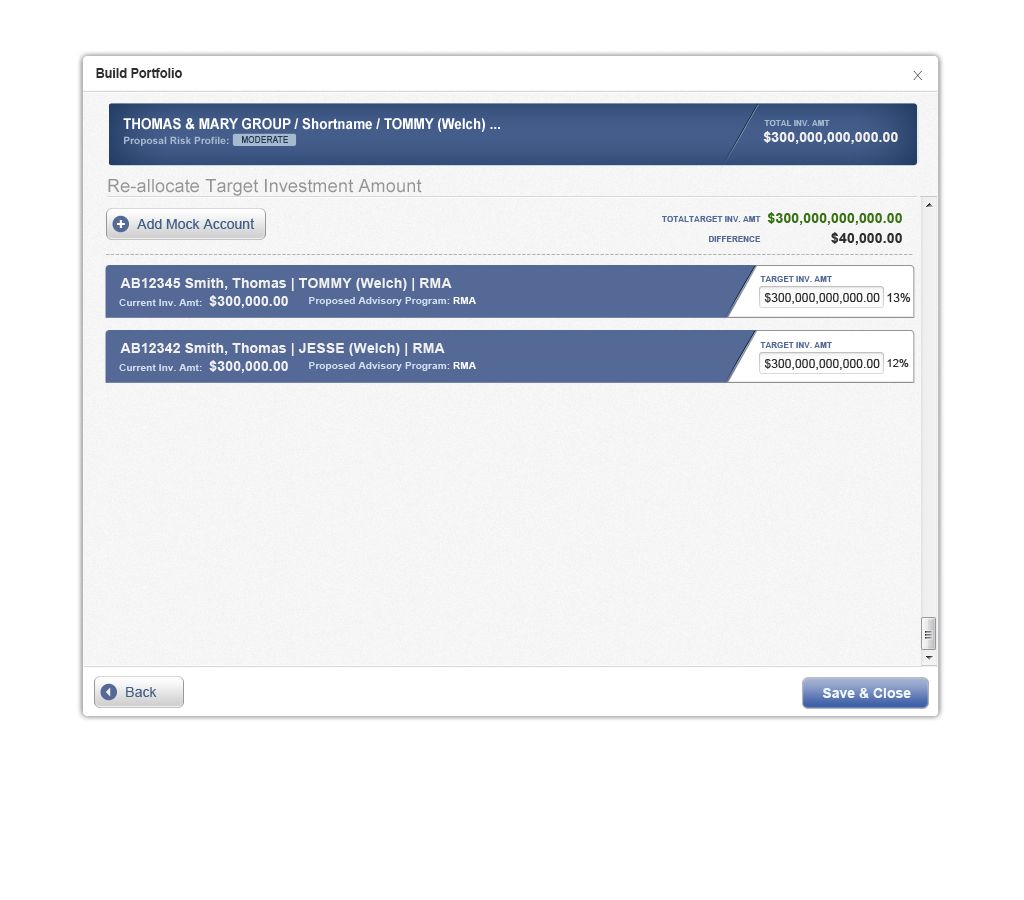 Build Portfolio
THOMAS & MARY GROUP / Shortname / TOMMY (Welch) ...
Proposal Risk Profile: MODERATE
TOTAL INV. AMT
$300,000,000,000.00
Re-allocate Target Investment Amount
Add Mock Account
TOTALTARGET INV. AMT $300,000,000,000.00
DIFFERENCE $40,000.00
AB12345 Smith, Thomas | TOMMY (Welch) | RMA
Current Inv. Amt: $300,000.00 Proposed Advisory Program: RMA
TARGET INV. AMT
$300,000,000,000.00 13%
AB12342 Smith, Thomas | JESSE (Welch) | RMA
Current Inv. Amt: $300,000.00 Proposed Advisory Program: RMA
TARGET INV. AMT
$300,000,000,000.00 12%
Back
Save & Close